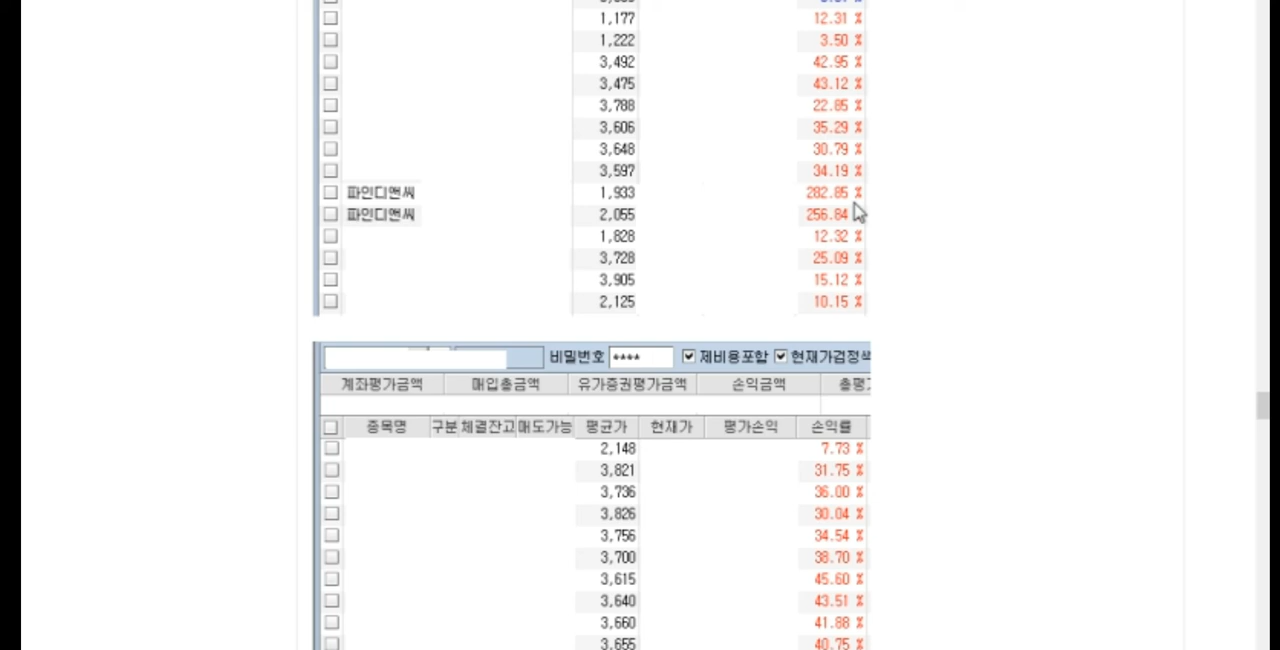 1,177 12.31 %
1,222 3.50 %
3,492 42.95 %
3,475 43.12 %
3,788 22.85 %
3,606 35.29 %
3,648 30.79 %
3,597 34.19 %
파인디앤씨 1,933 282.85 %
파인디앤씨 2,055 256.84
1,828 12.32 %
3,728 25.09 %
3,905 15.12 %
2,125 10.15 %
비밀번호 **** 제비용포함 현재가검정색
계좌평가금액 매입총금액 유가증권평가금액 손익금액 총평가
종목명 구분 체결잔고 매도가능 평균가 현재가 평가손익 손익률
2,148 7.73 %
3,821 31.75 %
3,736 36.00 %
3,826 30.04 %
3,756 34.54 %
3,700 38.70 %
3,615 45.60 %
3,640 43.51 %
3,660 41.88 %
3,655 40.75 %